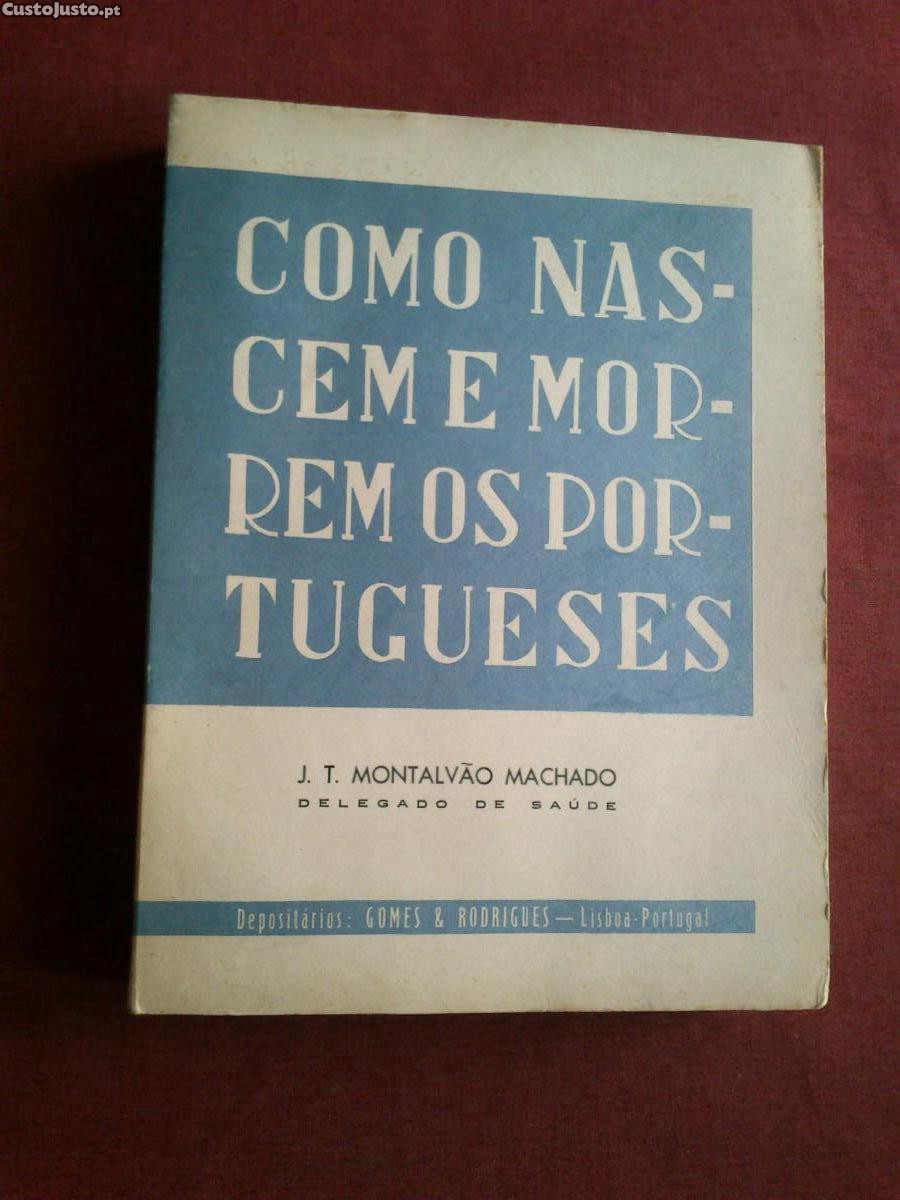 CustoJusto.pt
COMO NAS-
CEM E MOR-
REM OS POR-
TUGUESES
J. T. MONTALVÃO MACHADO
DELEGADO DE SAÚDE
Depositários: GOMES & RODRIGUES — Lisboa-Portugal